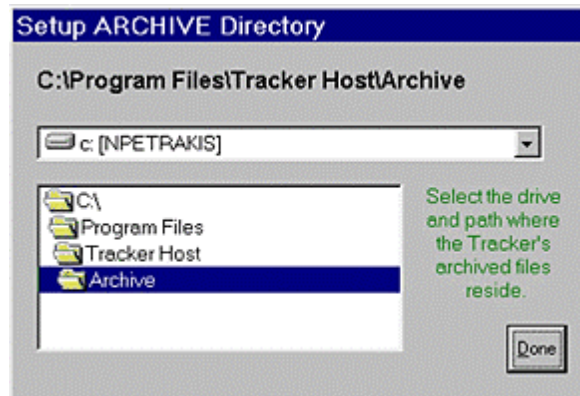 Setup ARCHIVE Directory
C:\Program Files\Tracker Host\Archive
c: [NPETRAKIS]
C:\
Program Files
Tracker Host
Archive
Select the drive
and path where
the Tracker's
archived files
reside.
Done